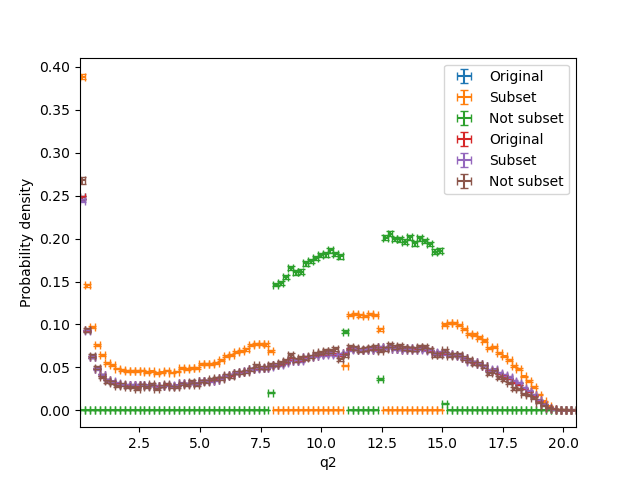 0.40
0.35
0.30
0.25
0.20
0.15
0.10
0.05
0.00
Probability density
Original
Subset
Not subset
Original
Subset
Not subset
2.5 5.0 7.5 10.0 12.5 15.0 17.5 20.0
q2